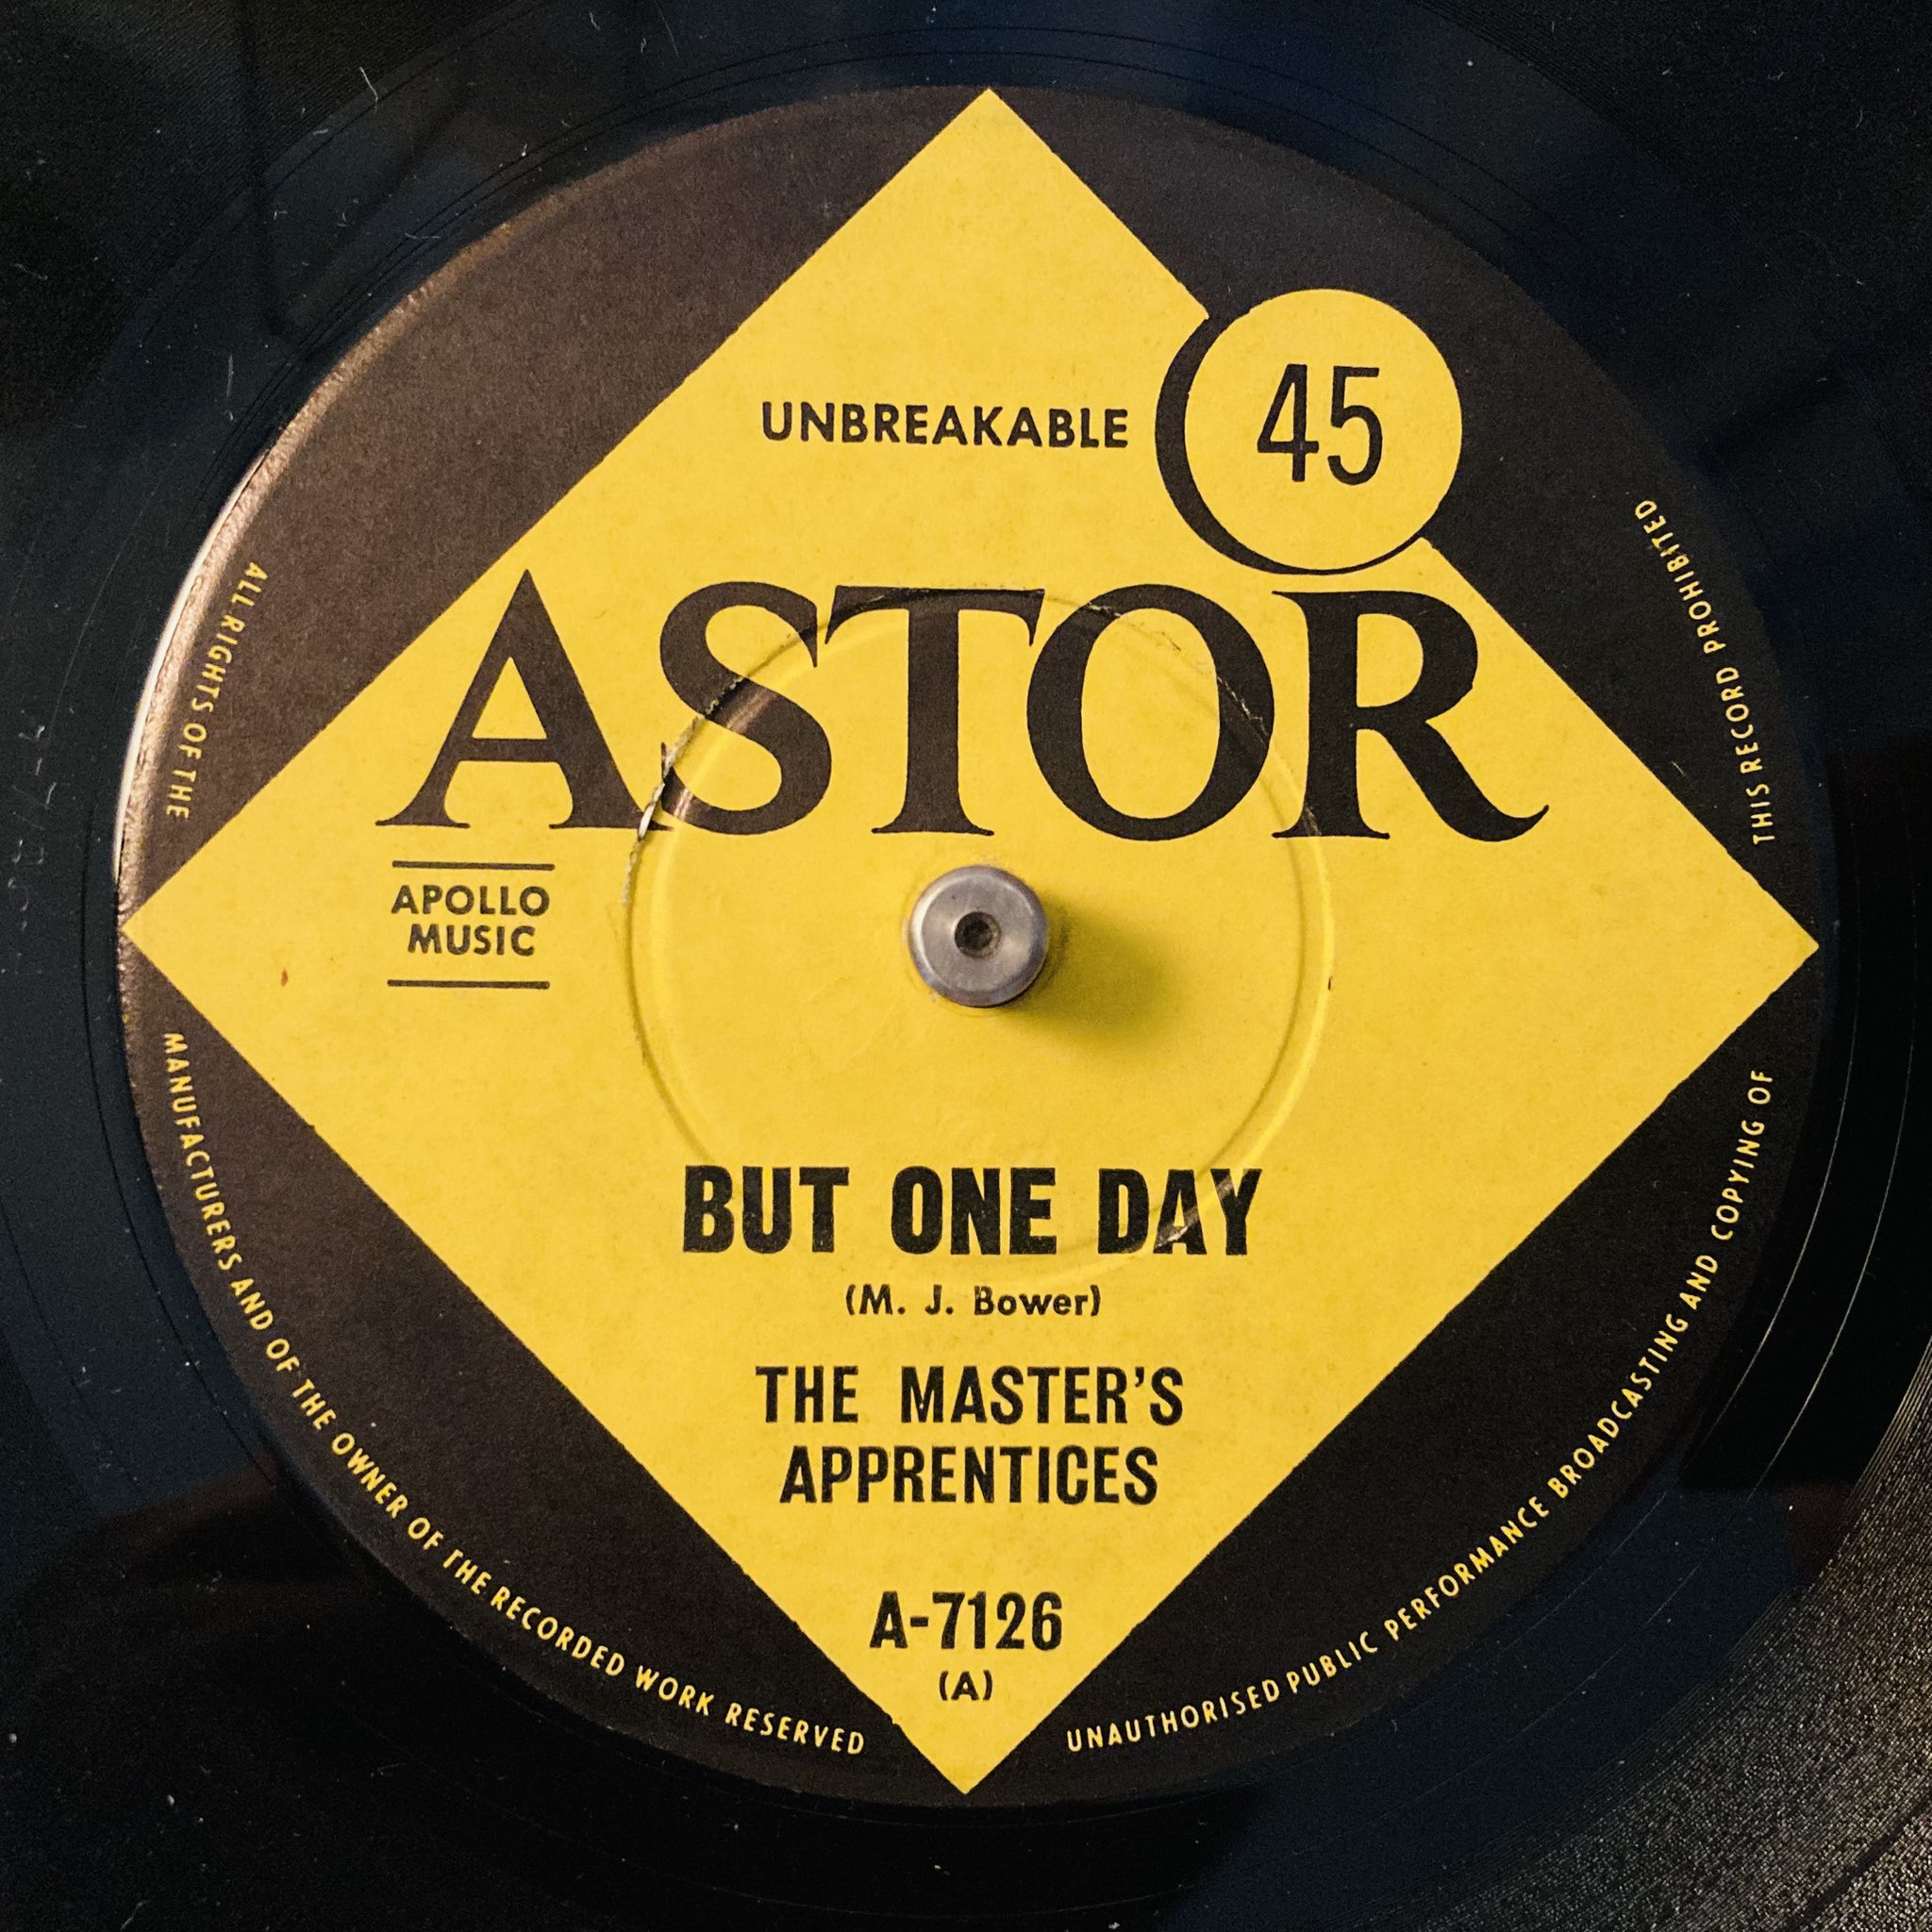 UNBREAKABLE
45
ASTOR
APOLLO
MUSIC
BUT ONE DAY
(M. J. Bower)
THE MASTER'S
APPRENTICES
A-7126
(A)
ALL RIGHTS OF THE
MANUFACTURERS AND OF THE OWNER OF THE RECORDED WORK RESERVED
UNAUTHORISED PUBLIC PERFORMANCE BROADCASTING AND COPYING OF
THIS RECORD PROHIBITED